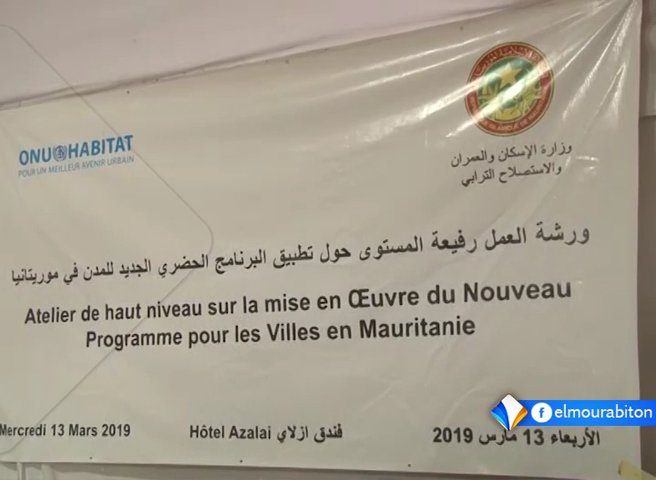 ONU HABITAT
POUR UN MEILLEUR AVENIR URBAIN
وزارة الإسكان والعمران
والاستصلاح الترابي
ورشة العمل رفيعة المستوى حول تطبيق البرنامج الحضري الجديد للمدن في موريتانيا
Atelier de haut niveau sur la mise en Œuvre du Nouveau
Programme pour les Villes en Mauritanie
Mercredi 13 Mars 2019
Hôtel Azalai فندق ازلاي
الأربعاء 13 مارس 2019
elmourabiton